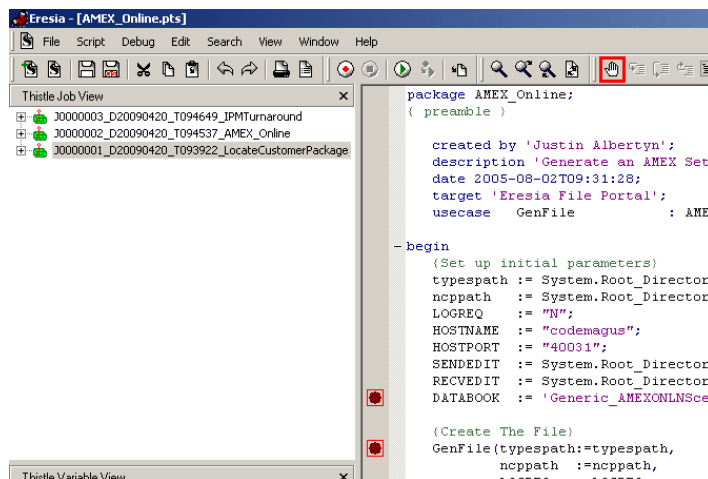 Eresia - [AMEX_Online.pts]
File Script Debug Edit Search View Window Help
Thistle Job View
J0000003_D20090420_T094649_IPMTurnaround
J0000002_D20090420_T094537_AMEX_Online
J0000001_D20090420_T093922_LocateCustomerPackage
package AMEX_Online;
{ preamble }
created by 'Justin Albertyn';
description 'Generate an AMEX Set
date 2005-08-02T09:31:28;
target 'Eresia File Portal';
usecase GenFile : AME
begin
{Set up initial parameters}
typespath := System.Root_Director
ncppath := System.Root_Director
LOGREQ := "N";
HOSTNAME := "codemagus";
HOSTPORT := "40031";
SENDEDIT := System.Root_Director
RECVEDIT := System.Root_Director
DATABOOK := 'Generic_AMEXONLNSce
{Create The File}
GenFile(typespath:=typespath,
ncppath :=ncppath,
Thistle Variable View